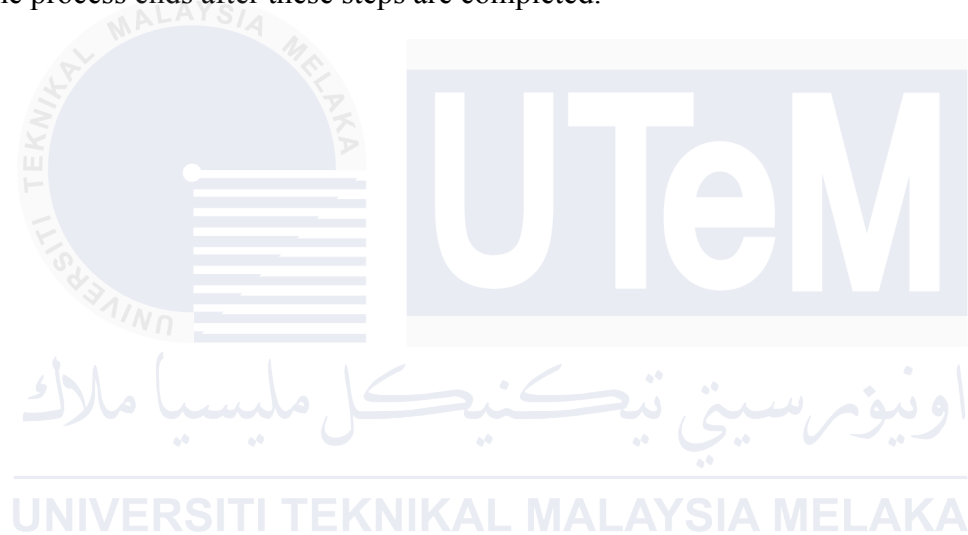 he process ends after these steps are completed.
UNIVERSITI TEKNIKAL MALAYSIA MELAKA
UTeM
اونيۏرسيتي تيكنيكل مليسيا ملاك
UNIVERSITI TEKNIKAL MALAYSIA MELAKA